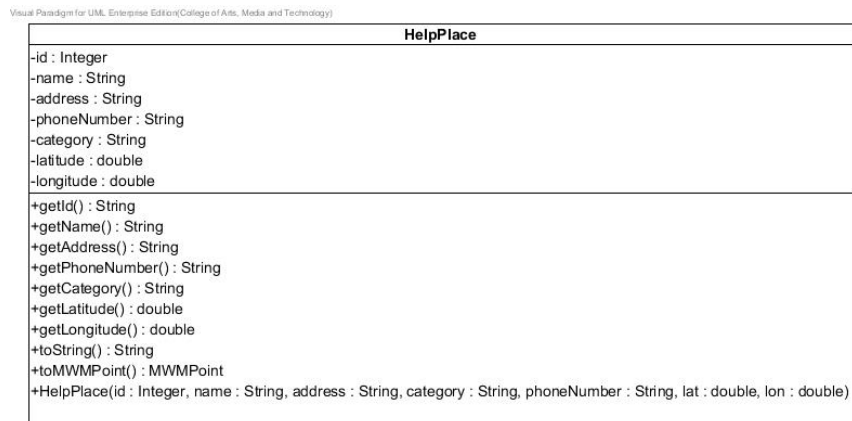 Visual Paradigm for UML Enterprise Edition(College of Arts, Media and Technology)
HelpPlace
-id : Integer
-name : String
-address : String
-phoneNumber : String
-category : String
-latitude : double
-longitude : double
+getId() : String
+getName() : String
+getAddress() : String
+getPhoneNumber() : String
+getCategory() : String
+getLatitude() : double
+getLongitude() : double
+toString() : String
+toMWMPoint() : MWMPoint
+HelpPlace(id : Integer, name : String, address : String, category : String, phoneNumber : String, lat : double, lon : double)